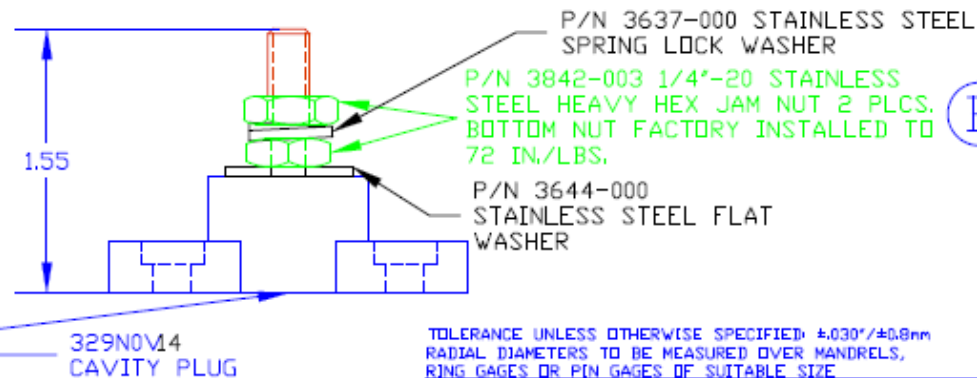 P/N 3637-000 STAINLESS STEEL
SPRING LOCK WASHER
P/N 3842-003 1/4"-20 STAINLESS
STEEL HEAVY HEX JAM NUT 2 PLCS.
BOTTOM NUT FACTORY INSTALLED TO
72 IN./LBS.
1.55
P/N 3644-000
STAINLESS STEEL FLAT
WASHER
329NOV14
CAVITY PLUG
TOLERANCE UNLESS OTHERWISE SPECIFIED: ±.030"/±0.8mm
RADIAL DIAMETERS TO BE MEASURED OVER MANDRELS,
RING GAGES OR PIN GAGES OF SUITABLE SIZE